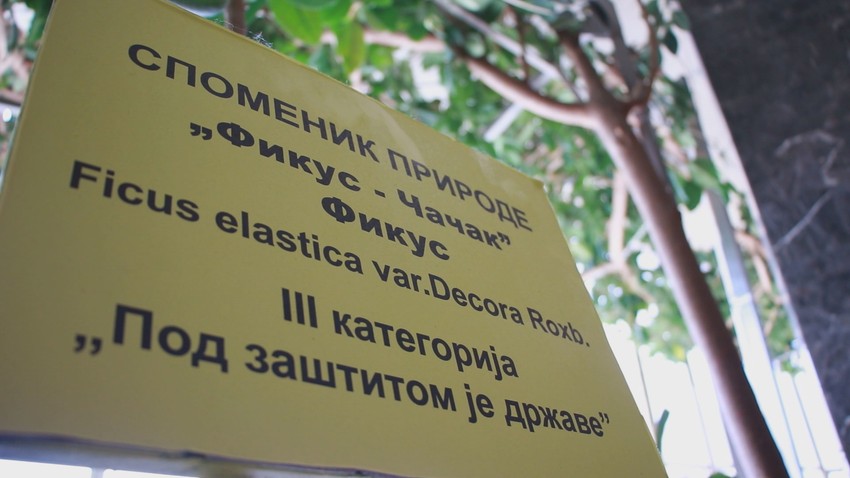 СПОМЕНИК ПРИРОДЕ
„Фикус - Чачак”
Фикус
Ficus elastica var.Decora Roxb.
III категорија
„Под заштитом је државе”